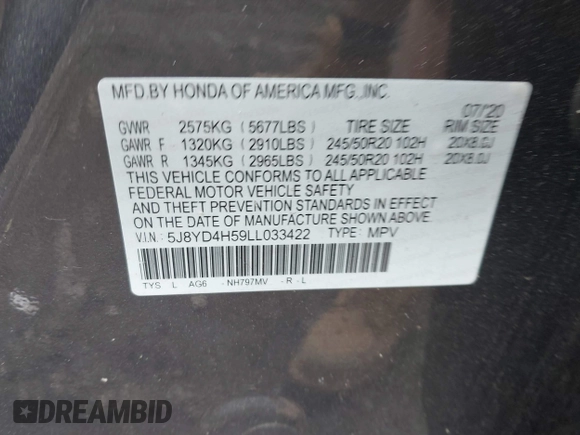 MFD.BY HONDA OF AMERICA MFG.,INC.
07/'20
GVWR 2575KG (5677LBS) TIRE SIZE RIM SIZE
GAWR F 1320KG (2910LBS) 245/50R20 102H 20X8.0J
GAWR R 1345KG (2965LBS) 245/50R20 102H 20X8.0J
THIS VEHICLE CONFORMS TO ALL APPLICABLE
FEDERAL MOTOR VEHICLE SAFETY
AND THEFT PREVENTION STANDARDS IN EFFECT
ON THE DATE OF MANUFACTURE SHOWN ABOVE.
V.I.N.: 5J8YD4H59LL033422 TYPE: MPV
TYS L AG6 -NH797MV -R-L
DREAMBID